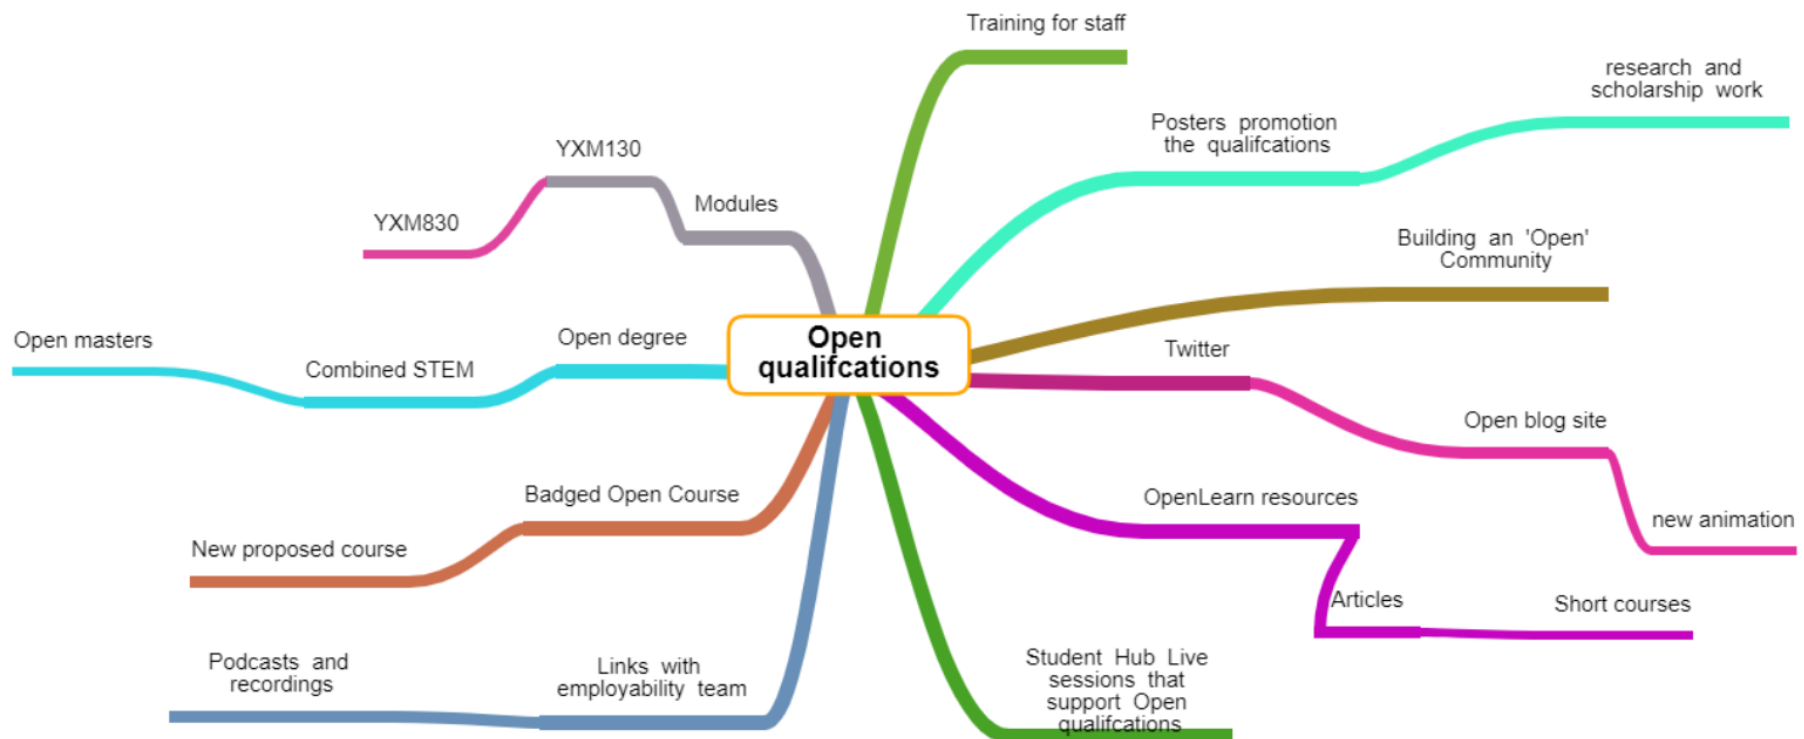 Training for staff
research and
scholarship work
Posters promotion
the qualifcations
YXM130
Modules
YXM830
Building an 'Open'
Community
Open
qualifcations
Open masters
Combined STEM
Open degree
Twitter
Open blog site
new animation
Badged Open Course
New proposed course
OpenLearn resources
Articles
Short courses
Podcasts and
recordings
Links with
employability team
Student Hub Live
sessions that
support Open
qualifcations